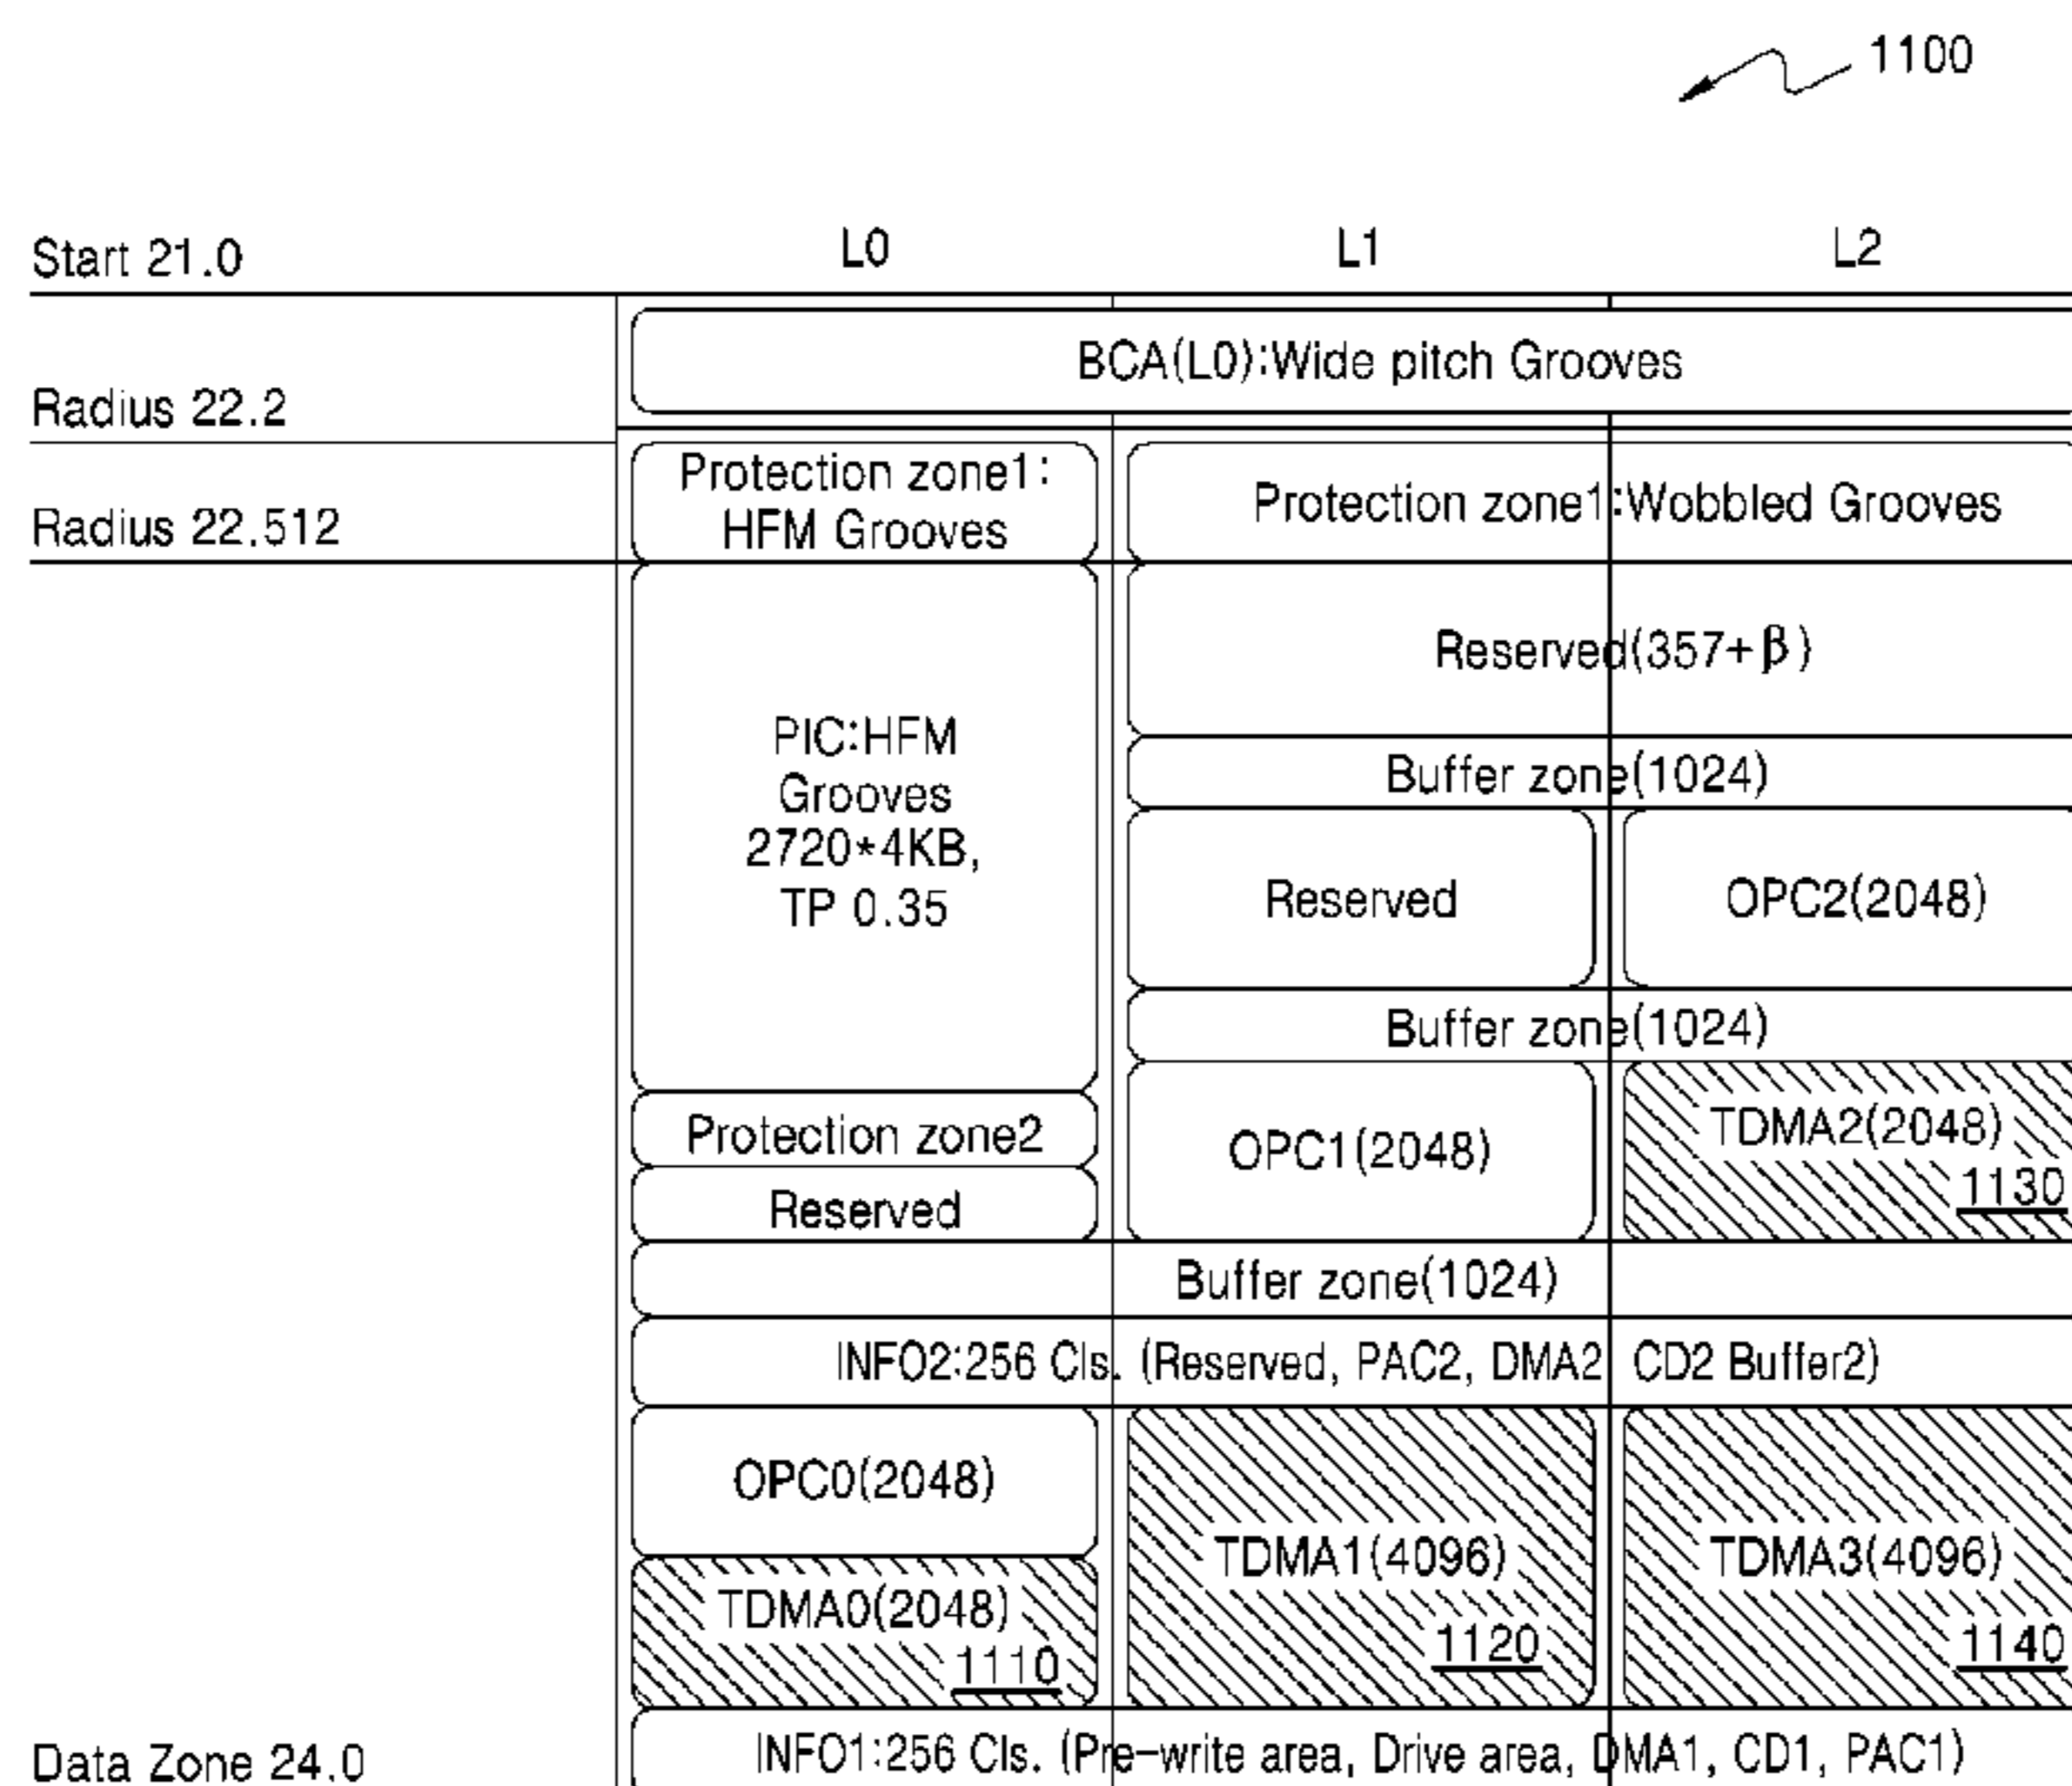 1100
Start 21.0
L0
L1
L2
BCA(L0):Wide pitch Grooves
Radius 22.2
Protection zone1:
HFM Grooves
Protection zone1:Wobbled Grooves
Radius 22.512
Reserved(357+β)
PIC:HFM
Grooves
2720*4KB,
TP 0.35
Buffer zone(1024)
Reserved
OPC2(2048)
Buffer zone(1024)
Protection zone2
OPC1(2048)
TDMA2(2048)
1130
Reserved
Buffer zone(1024)
INFO2:256 Cls. (Reserved, PAC2, DMA2 CD2 Buffer2)
OPC0(2048)
TDMA1(4096)
1120
TDMA3(4096)
1140
TDMA0(2048)
1110
Data Zone 24.0
INFO1:256 Cls. (Pre-write area, Drive area, DMA1, CD1, PAC1)